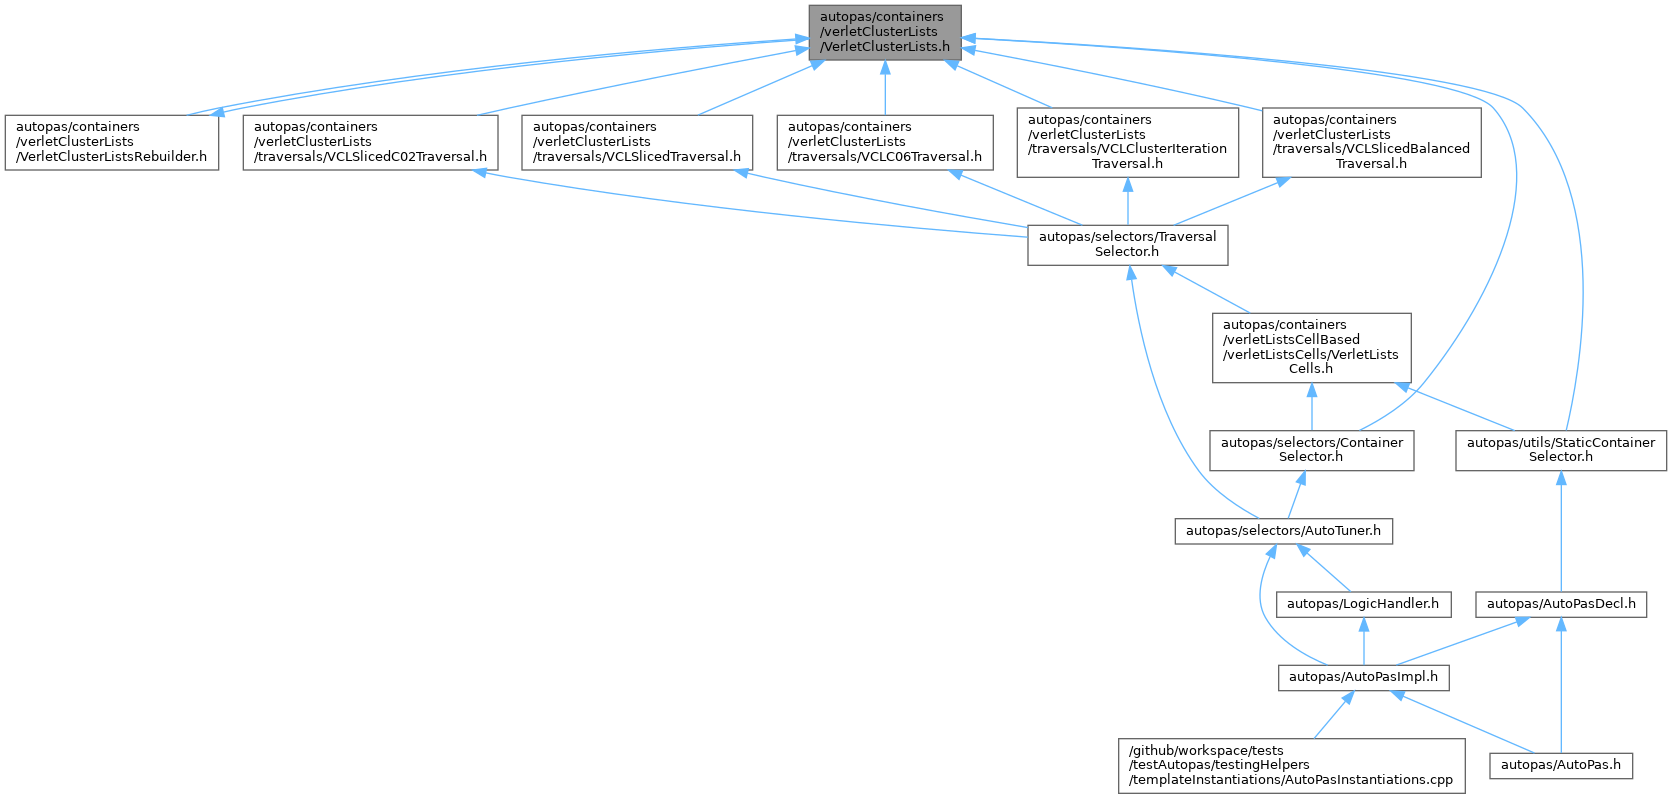 autopas/containers
/verletClusterLists
/VerletClusterLists.h
autopas/containers
/verletClusterLists
/VerletClusterListsRebuilder.h
autopas/containers
/verletClusterLists
/traversals/VCLSlicedC02Traversal.h
autopas/containers
/verletClusterLists
/traversals/VCLSlicedTraversal.h
autopas/containers
/verletClusterLists
/traversals/VCLC06Traversal.h
autopas/containers
/verletClusterLists
/traversals/VCLClusterIteration
Traversal.h
autopas/containers
/verletClusterLists
/traversals/VCLSlicedBalanced
Traversal.h
autopas/selectors/Traversal
Selector.h
autopas/containers
/verletListsCellBased
/verletListsCells/VerletLists
Cells.h
autopas/selectors/Container
Selector.h
autopas/utils/StaticContainer
Selector.h
autopas/selectors/AutoTuner.h
autopas/LogicHandler.h
autopas/AutoPasDecl.h
autopas/AutoPasImpl.h
/github/workspace/tests
/testAutopas/testingHelpers
/templateInstantiations/AutoPasInstantiations.cpp
autopas/AutoPas.h